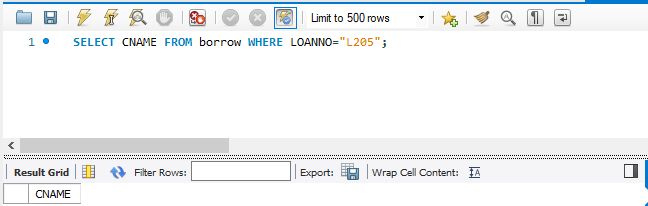 Limit to 500 rows
1 SELECT CNAME FROM borrow WHERE LOANNO="L205";
Result Grid Filter Rows: Export: Wrap Cell Content:
CNAME